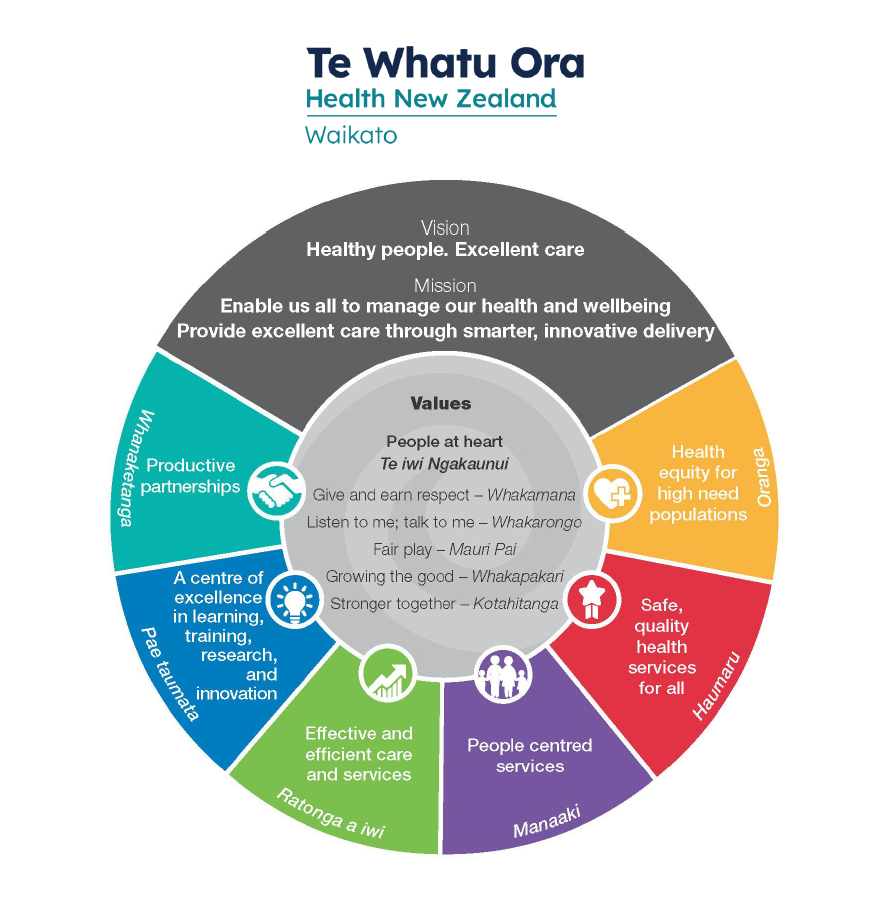 Te Whatu Ora
Health New Zealand
Waikato
Vision
Healthy people. Excellent care
Mission
Enable us all to manage our health and wellbeing
Provide excellent care through smarter, innovative delivery
Values
People at heart
Te iwi Ngakaunui
Give and earn respect – Whakamana
Listen to me; talk to me – Whakarongo
Fair play – Mauri Pai
Growing the good – Whakapakari
Stronger together – Kotahitanga
Health
equity for
high need
populations
Oranga
Safe,
quality
health
services
for all
Haumaru
People centred
services
Manaaki
Effective and
efficient care
and services
Ratonga a iwi
A centre of
excellence
in learning,
training,
research,
and
innovation
Pae taumata
Productive
partnerships
Whanaketanga